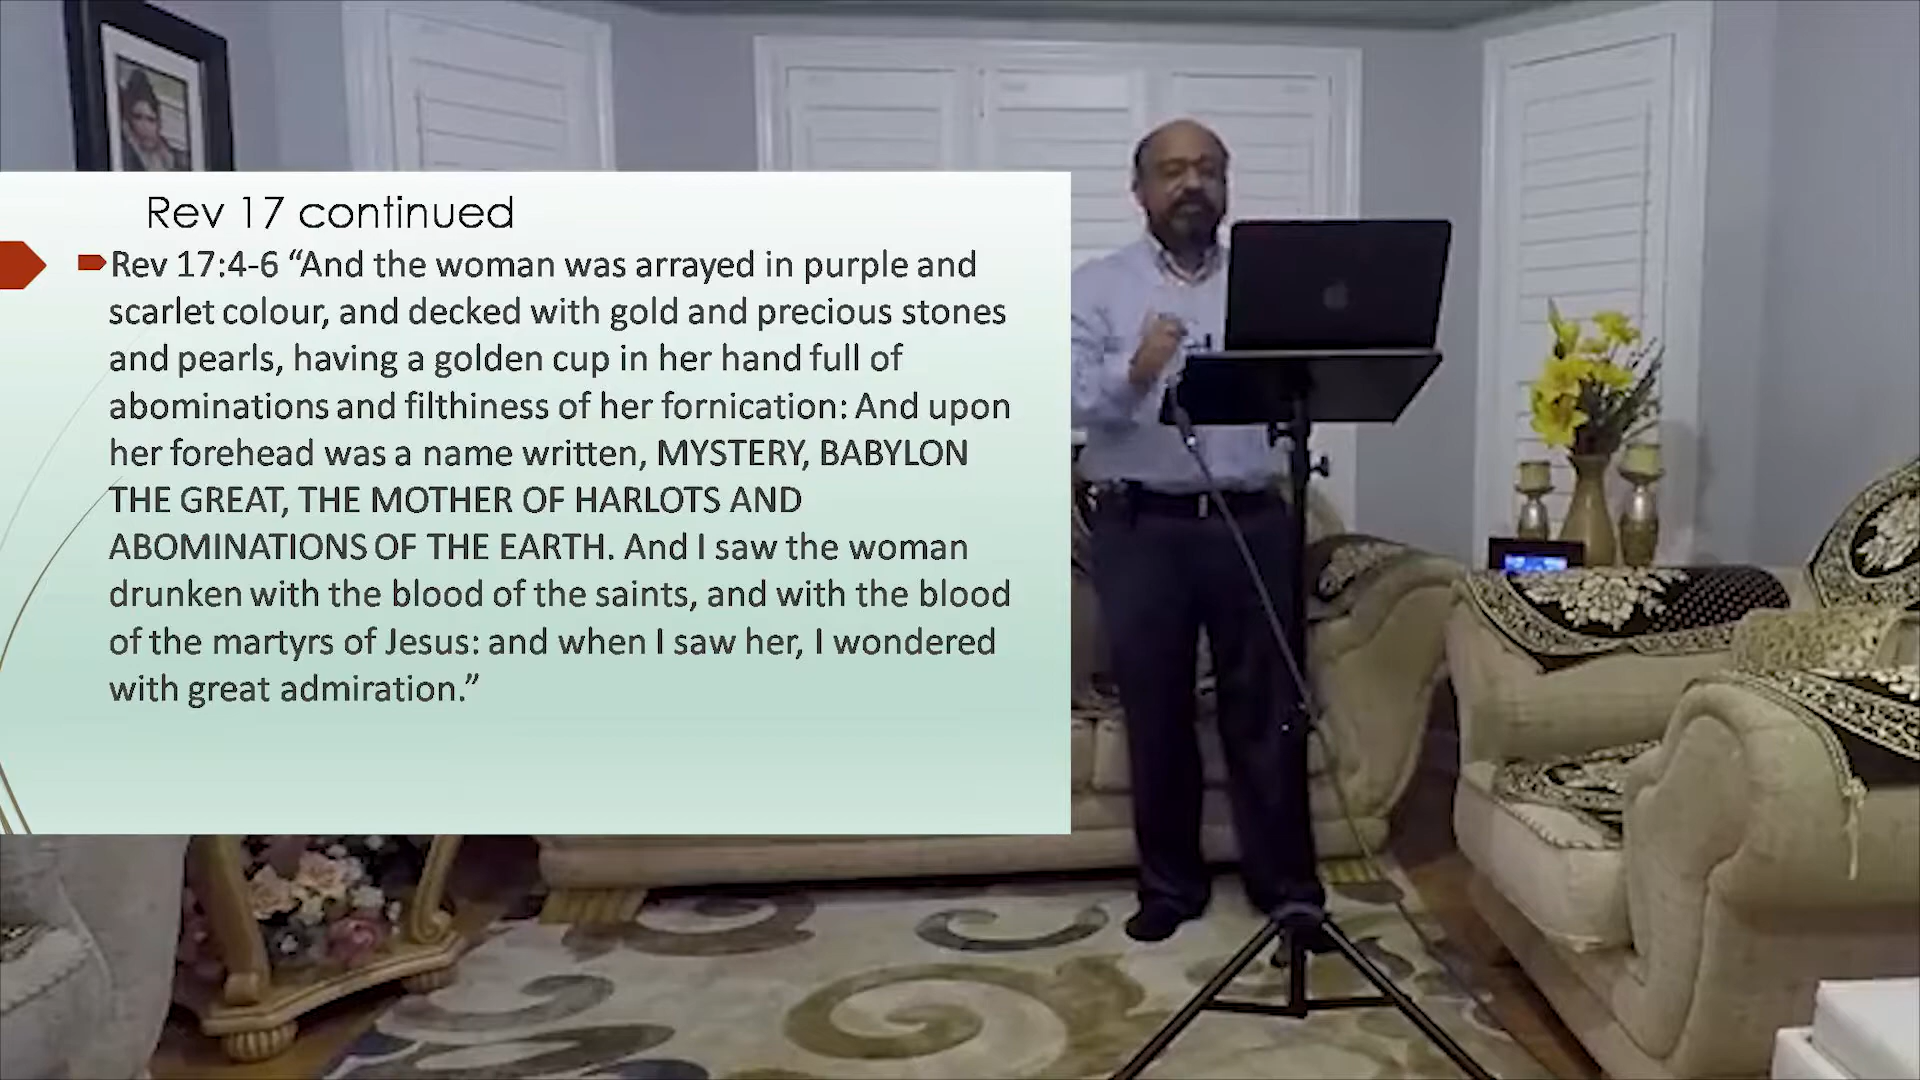 Rev 17 continued
Rev 17:4-6 “And the woman was arrayed in purple and
scarlet colour, and decked with gold and precious stones
and pearls, having a golden cup in her hand full of
abominations and filthiness of her fornication: And upon
her forehead was a name written, MYSTERY, BABYLON
THE GREAT, THE MOTHER OF HARLOTS AND
ABOMINATIONS OF THE EARTH. And I saw the woman
drunken with the blood of the saints, and with the blood
of the martyrs of Jesus: and when I saw her, I wondered
with great admiration.”